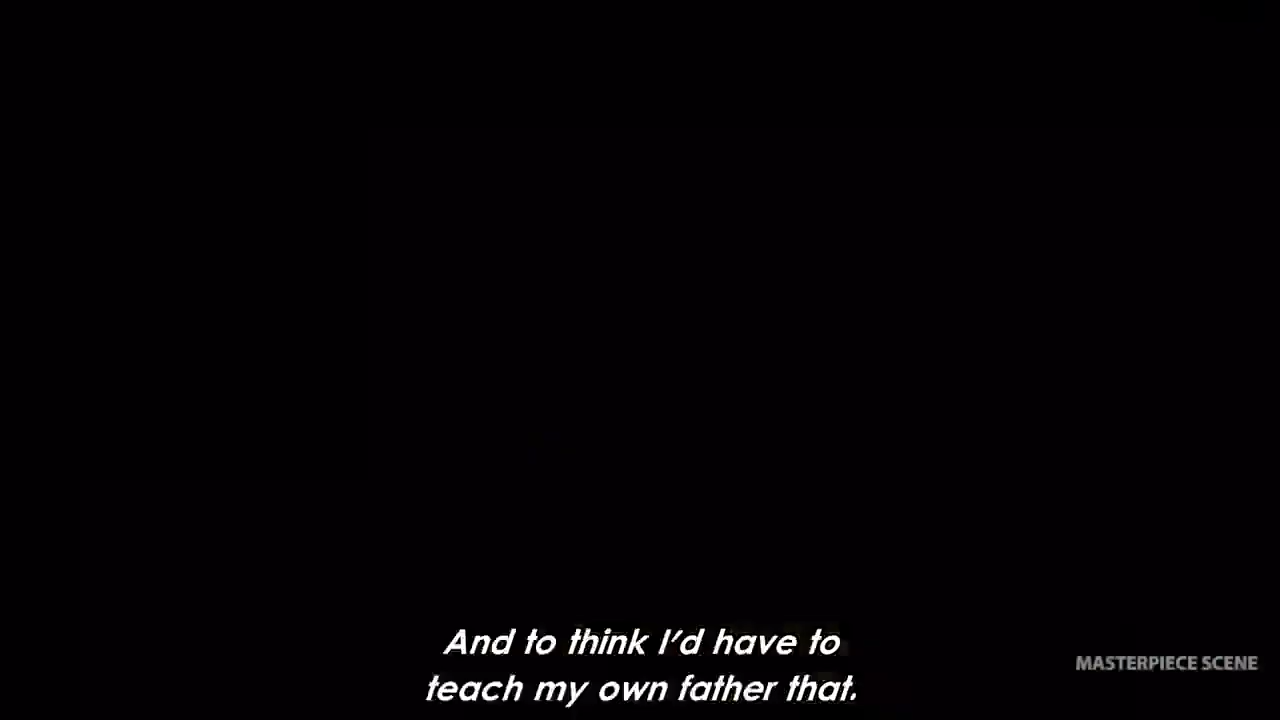 And to think I'd have to
teach my own father that.
MASTERPIECE SCENE